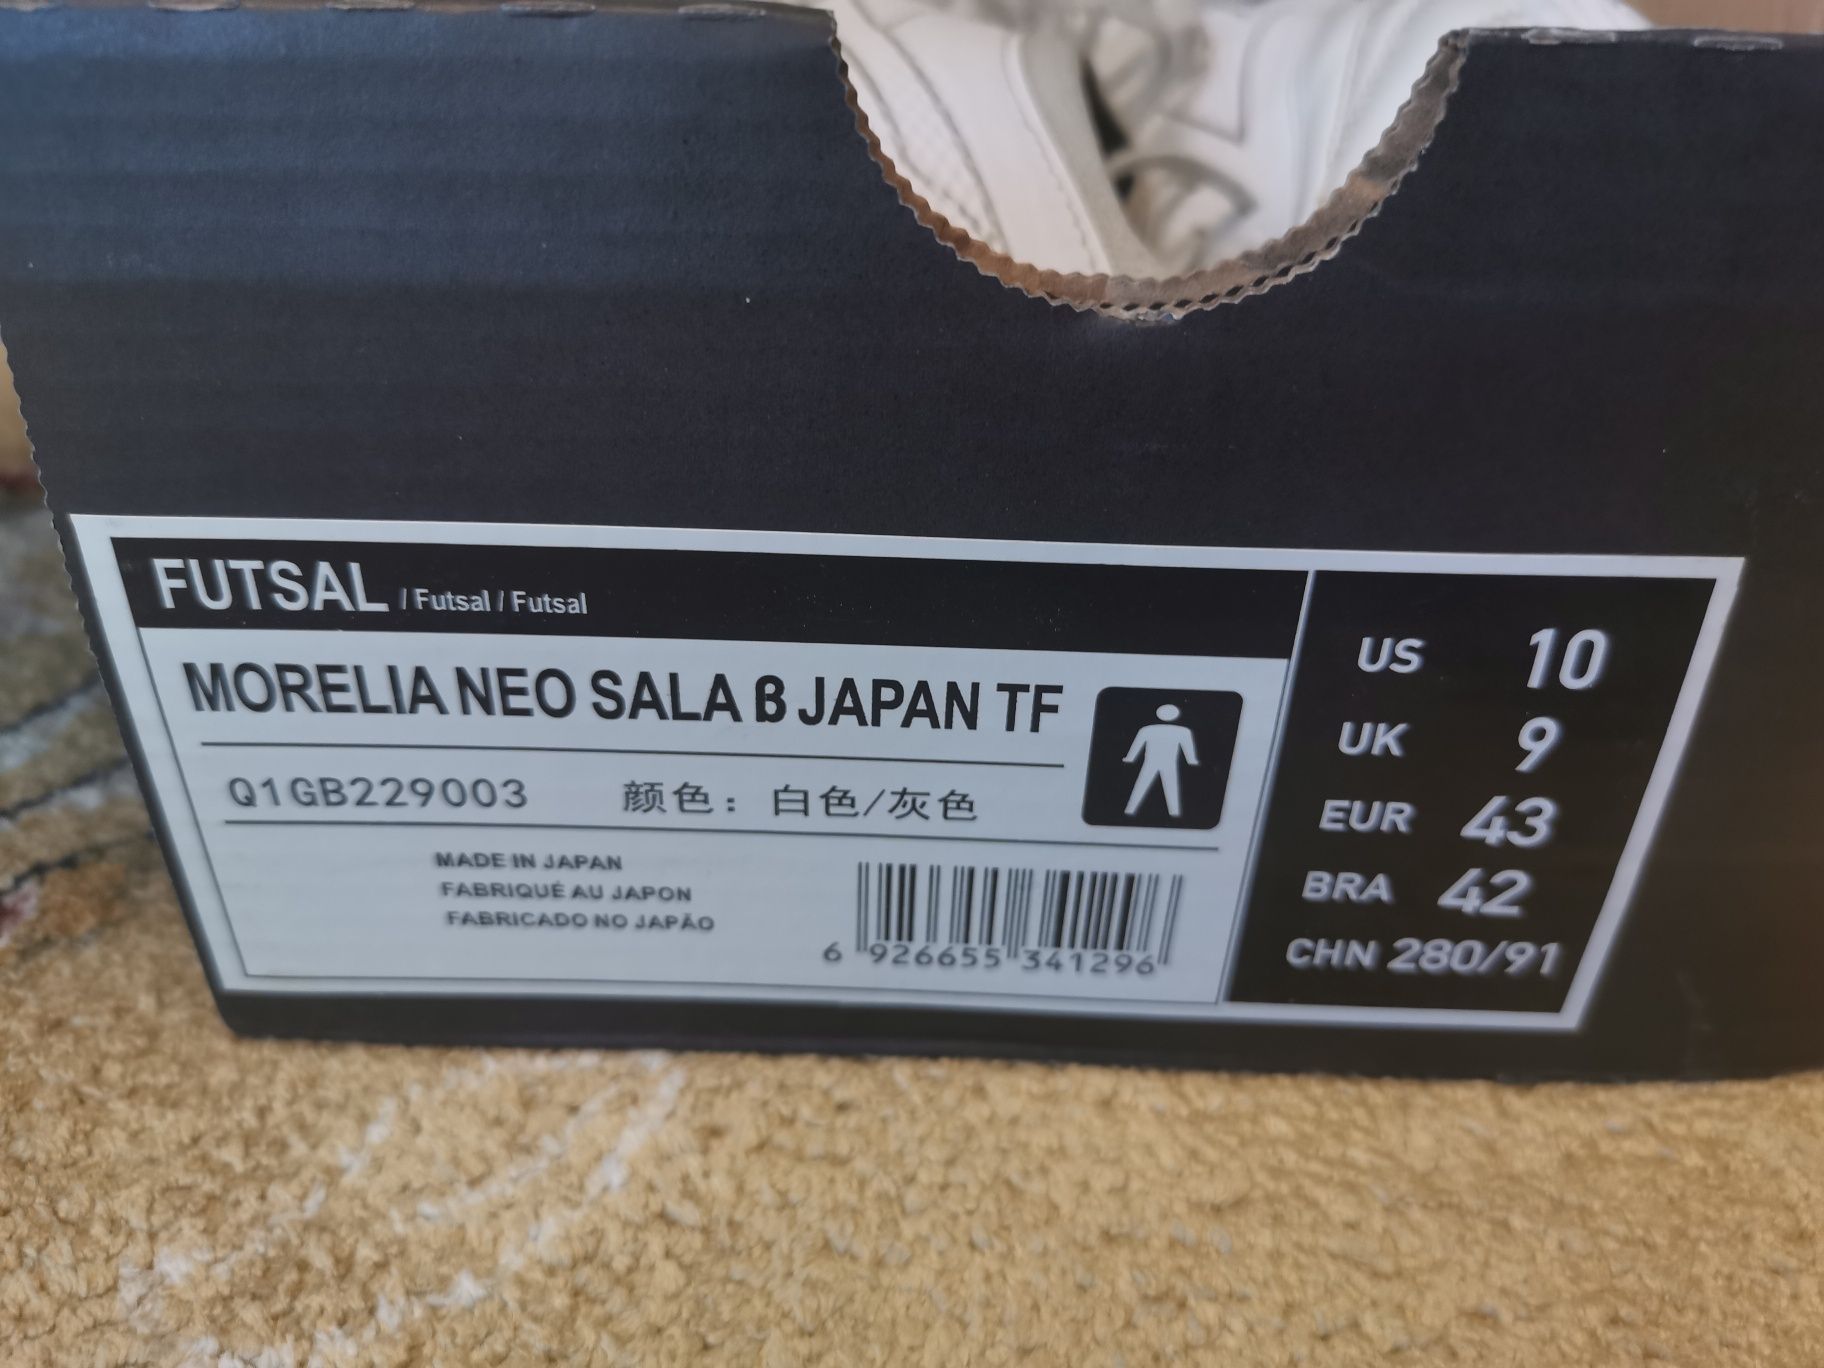 FUTSAL / Futsal / Futsal
MORELIA NEO SALA β JAPAN TF
Q1GB229003 颜色：白色/灰色
MADE IN JAPAN
FABRIQUÉ AU JAPON
FABRICADO NO JAPÃO
6 926655 341296
US 10
UK 9
EUR 43
BRA 42
CHN 280/91